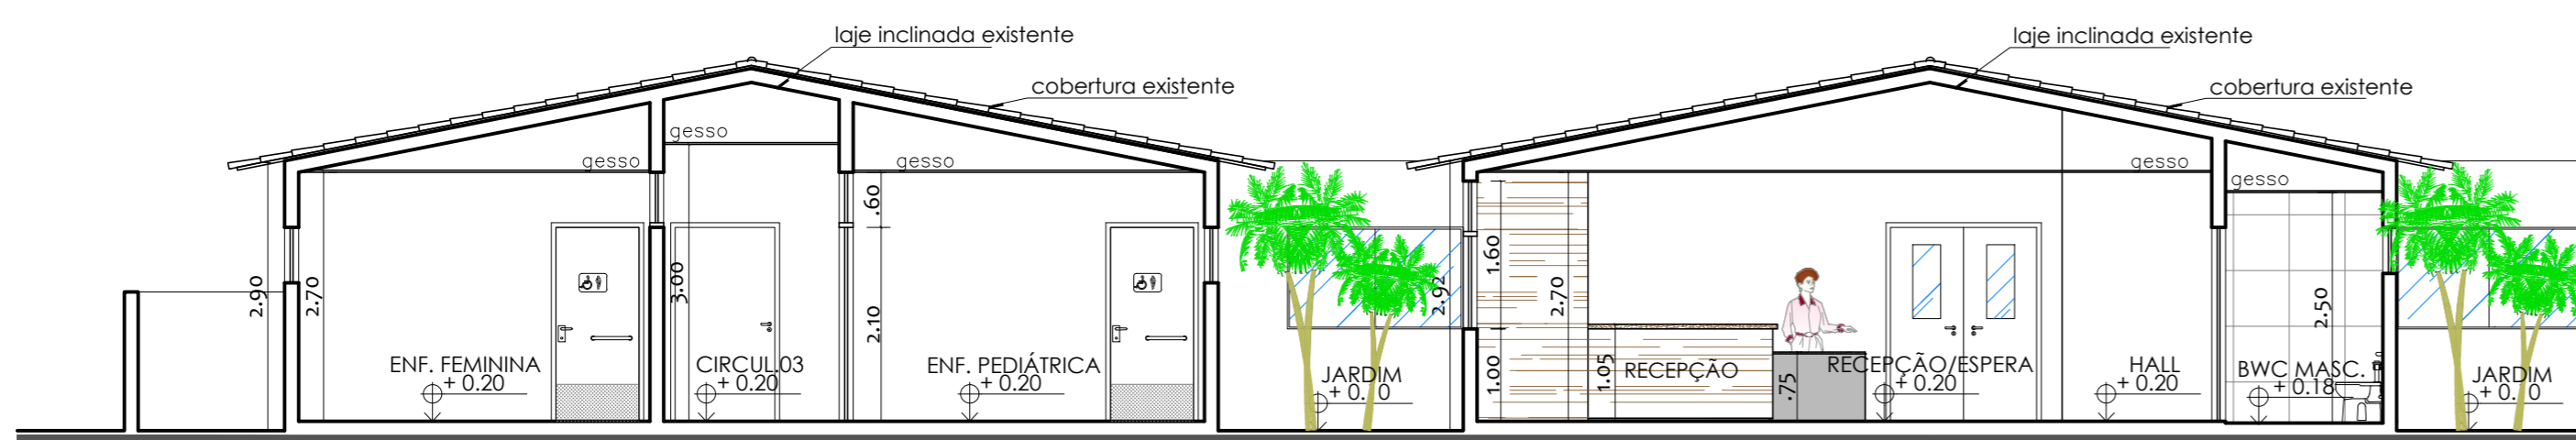 laje inclinada existente
cobertura existente
laje inclinada existente
cobertura existente
gesso
gesso
gesso
gesso
gesso
2.90
2.70
3.00
.60
2.10
2.92
1.60
1.00
2.70
1.05
.75
2.50
ENF. FEMININA
+ 0.20
CIRCUL.03
+ 0.20
ENF. PEDIÁTRICA
+ 0.20
JARDIM
RECEPÇÃO
RECEPÇÃO/ESPERA
+ 0.20
HALL
+ 0.20
BWC MASC.
+ 0.18
JARDIM